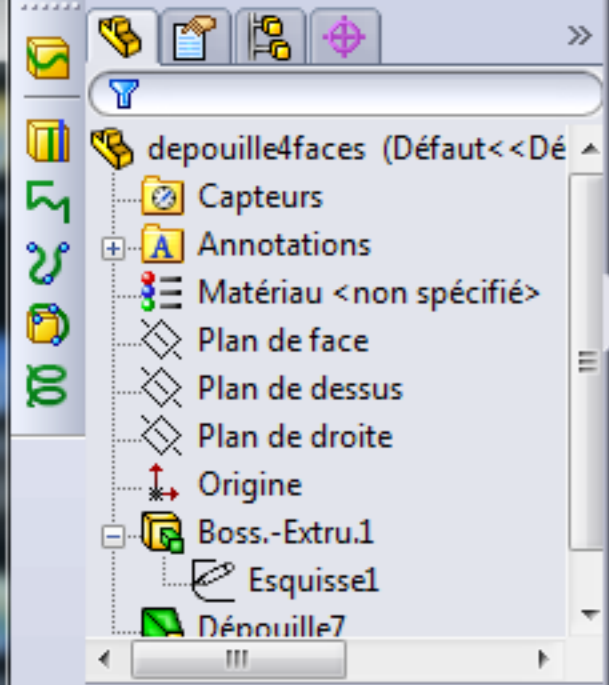 depouille4faces (Défaut<<Dé
Capteurs
Annotations
Matériau <non spécifié>
Plan de face
Plan de dessus
Plan de droite
Origine
Boss.-Extru.1
Esquisse1
Dépouille7